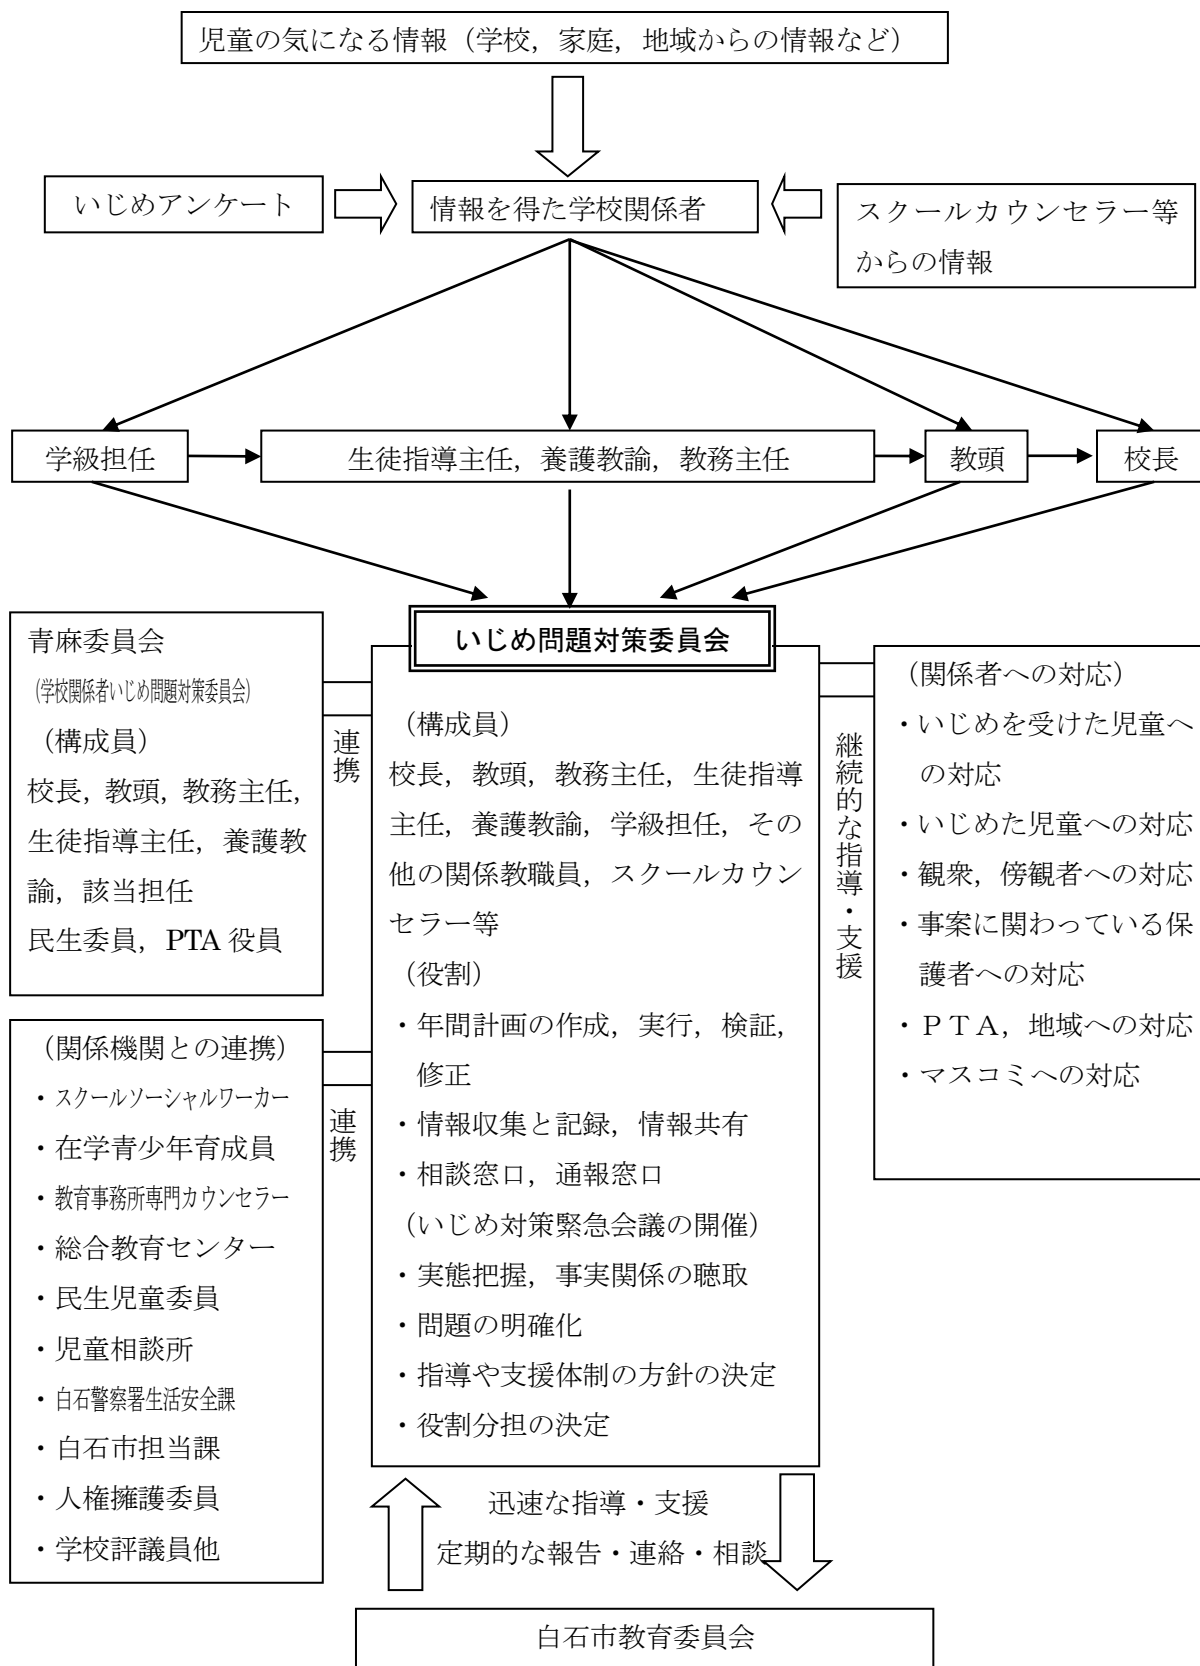 児童の気になる情報（学校，家庭，地域からの情報など）
いじめアンケート
情報を得た学校関係者
スクールカウンセラー等
からの情報
学級担任
生徒指導主任，養護教諭，教務主任
教頭
校長
いじめ問題対策委員会
青麻委員会
(学校関係者いじめ問題対策委員会)
（構成員）
校長，教頭，教務主任，
生徒指導主任，養護教
諭，該当担任
民生委員，PTA 役員
連携
（構成員）
校長，教頭，教務主任，生徒指導
主任，養護教諭，学級担任，その
他の関係教職員，スクールカウン
セラー等
（役割）
・年間計画の作成，実行，検証，
修正
・情報収集と記録，情報共有
・相談窓口，通報窓口
（いじめ対策緊急会議の開催）
・実態把握，事実関係の聴取
・問題の明確化
・指導や支援体制の方針の決定
・役割分担の決定
継続的な指導・支援
（関係者への対応）
・いじめを受けた児童へ
の対応
・いじめた児童への対応
・観衆，傍観者への対応
・事案に関わっている保
護者への対応
・ＰＴＡ，地域への対応
・マスコミへの対応
（関係機関との連携）
・スクールソーシャルワーカー
・在学青少年育成員
・教育事務所専門カウンセラー
・総合教育センター
・民生児童委員
・児童相談所
・白石警察署生活安全課
・白石市担当課
・人権擁護委員
・学校評議員他
連携
迅速な指導・支援
定期的な報告・連絡・相談
白石市教育委員会